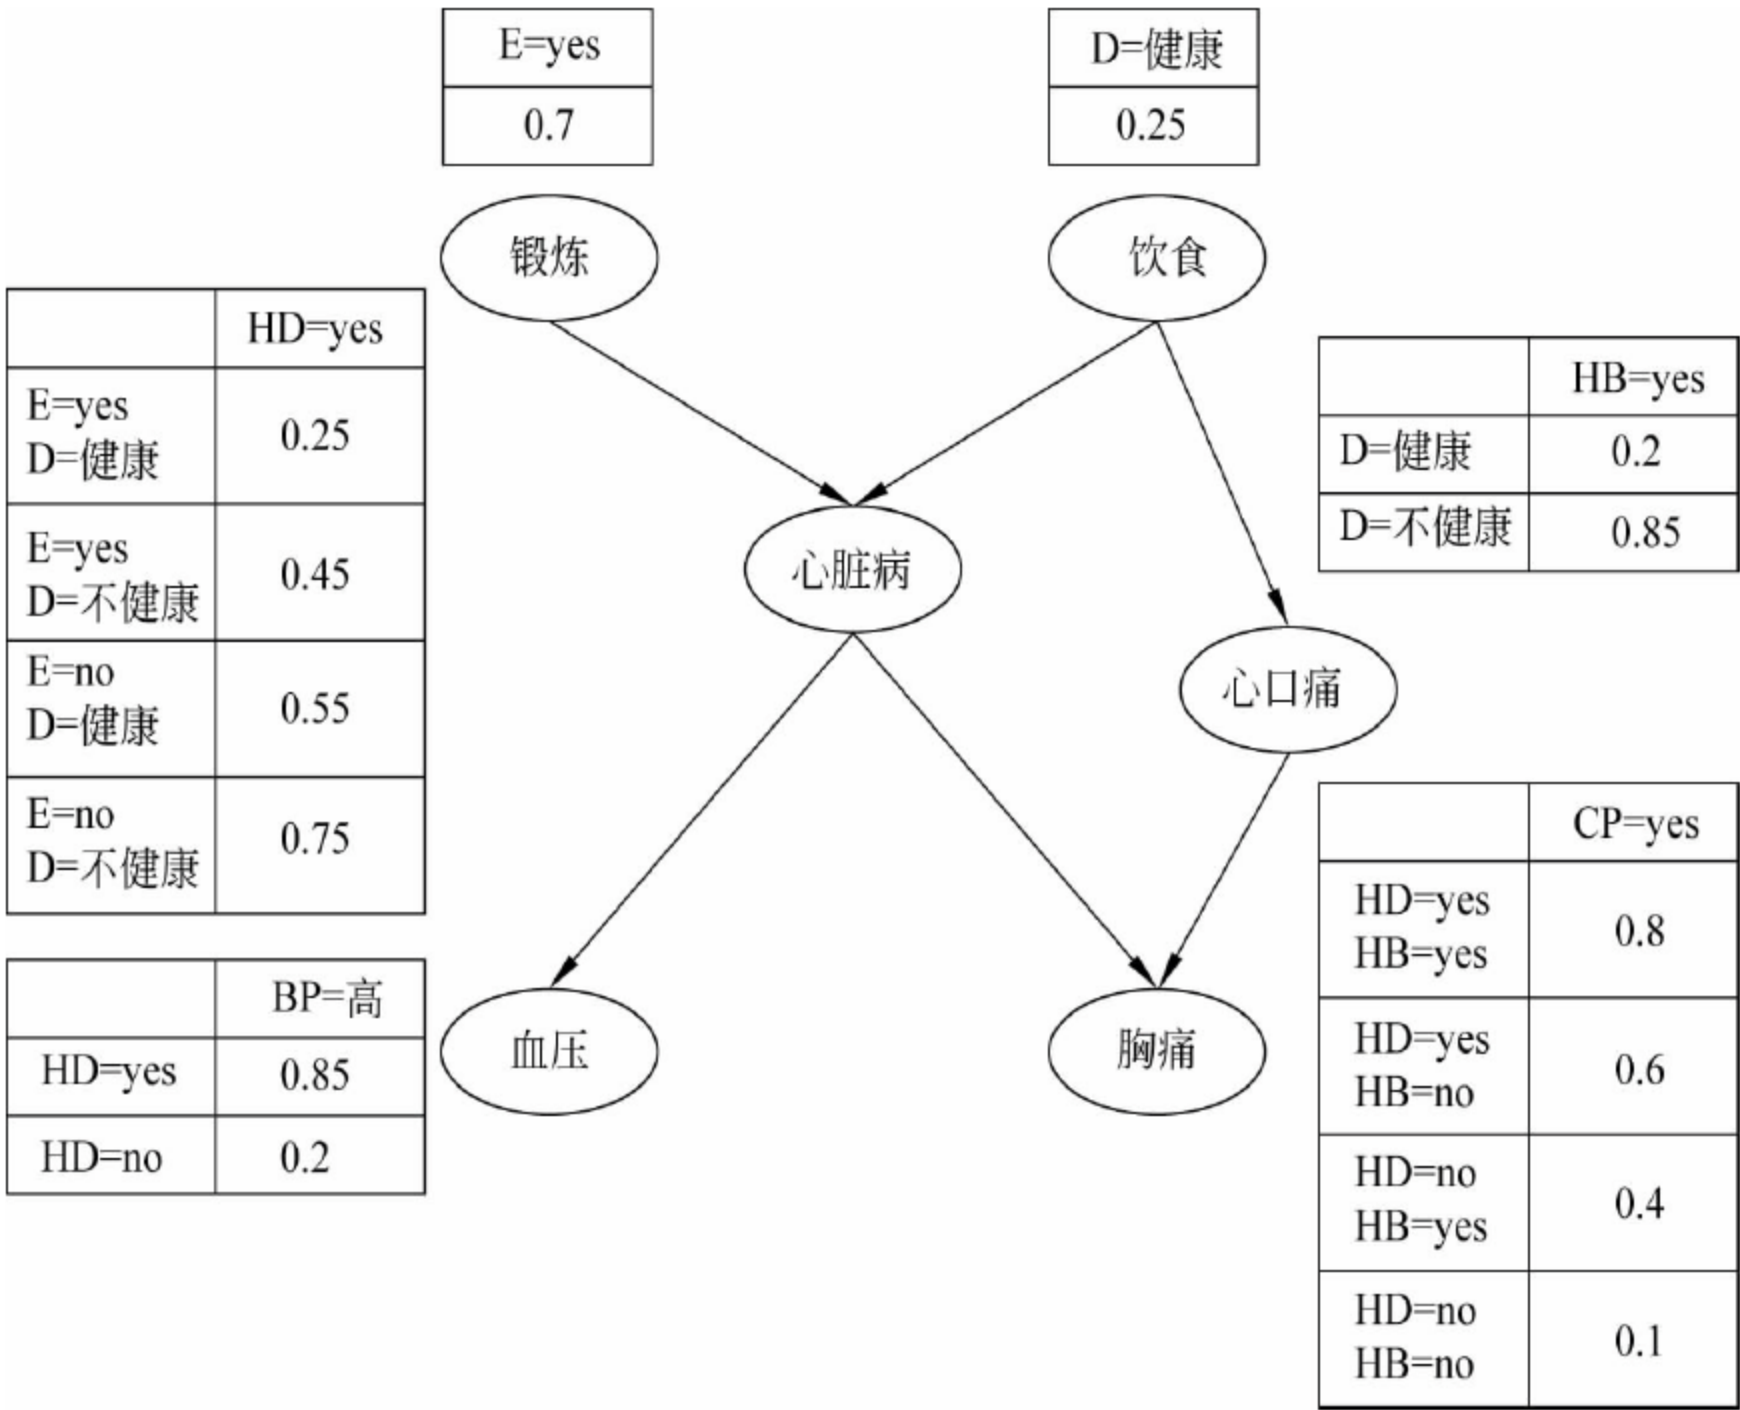 E=yes
0.7
D=健康
0.25
锻炼
饮食
HD=yes
E=yes
D=健康
0.25
E=yes
D=不健康
0.45
E=no
D=健康
0.55
E=no
D=不健康
0.75
HB=yes
D=健康
0.2
D=不健康
0.85
心脏病
心口痛
BP=高
HD=yes
0.85
HD=no
0.2
血压
胸痛
CP=yes
HD=yes
HB=yes
0.8
HD=yes
HB=no
0.6
HD=no
HB=yes
0.4
HD=no
HB=no
0.1